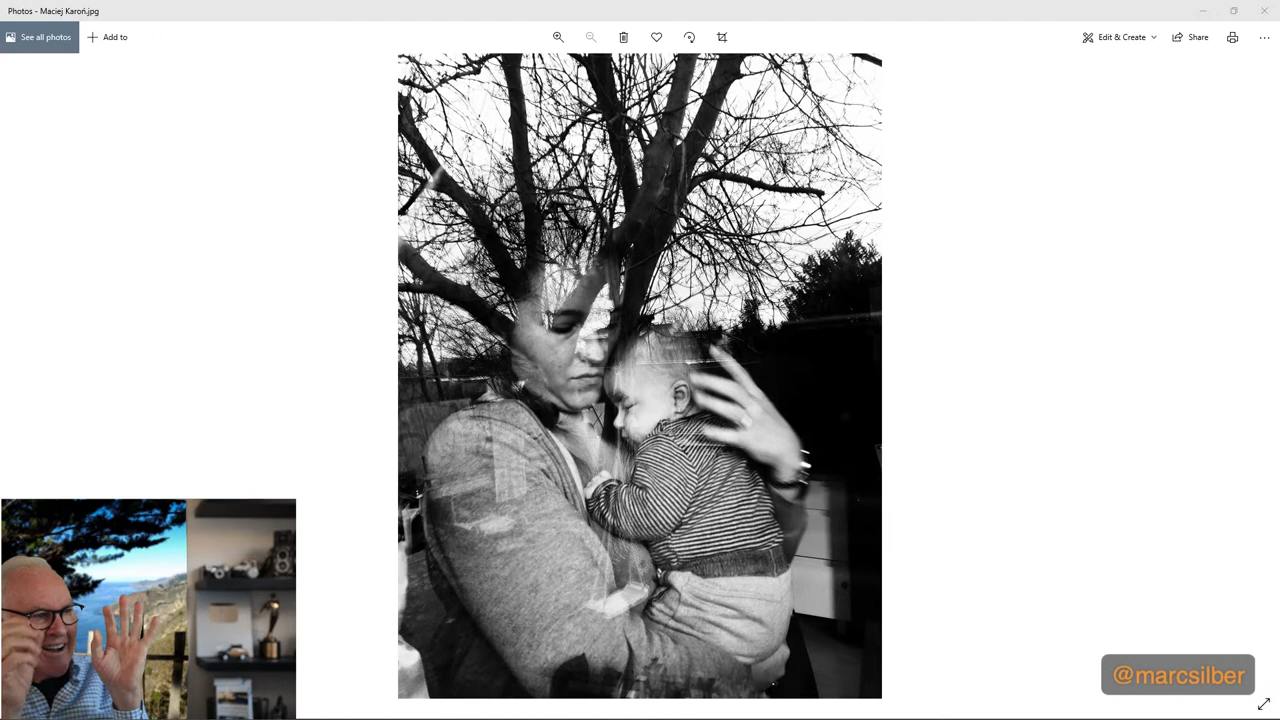 Photos - Maciej Karoń.jpg
See all photos
Add to
Edit & Create
Share
@marcsilber